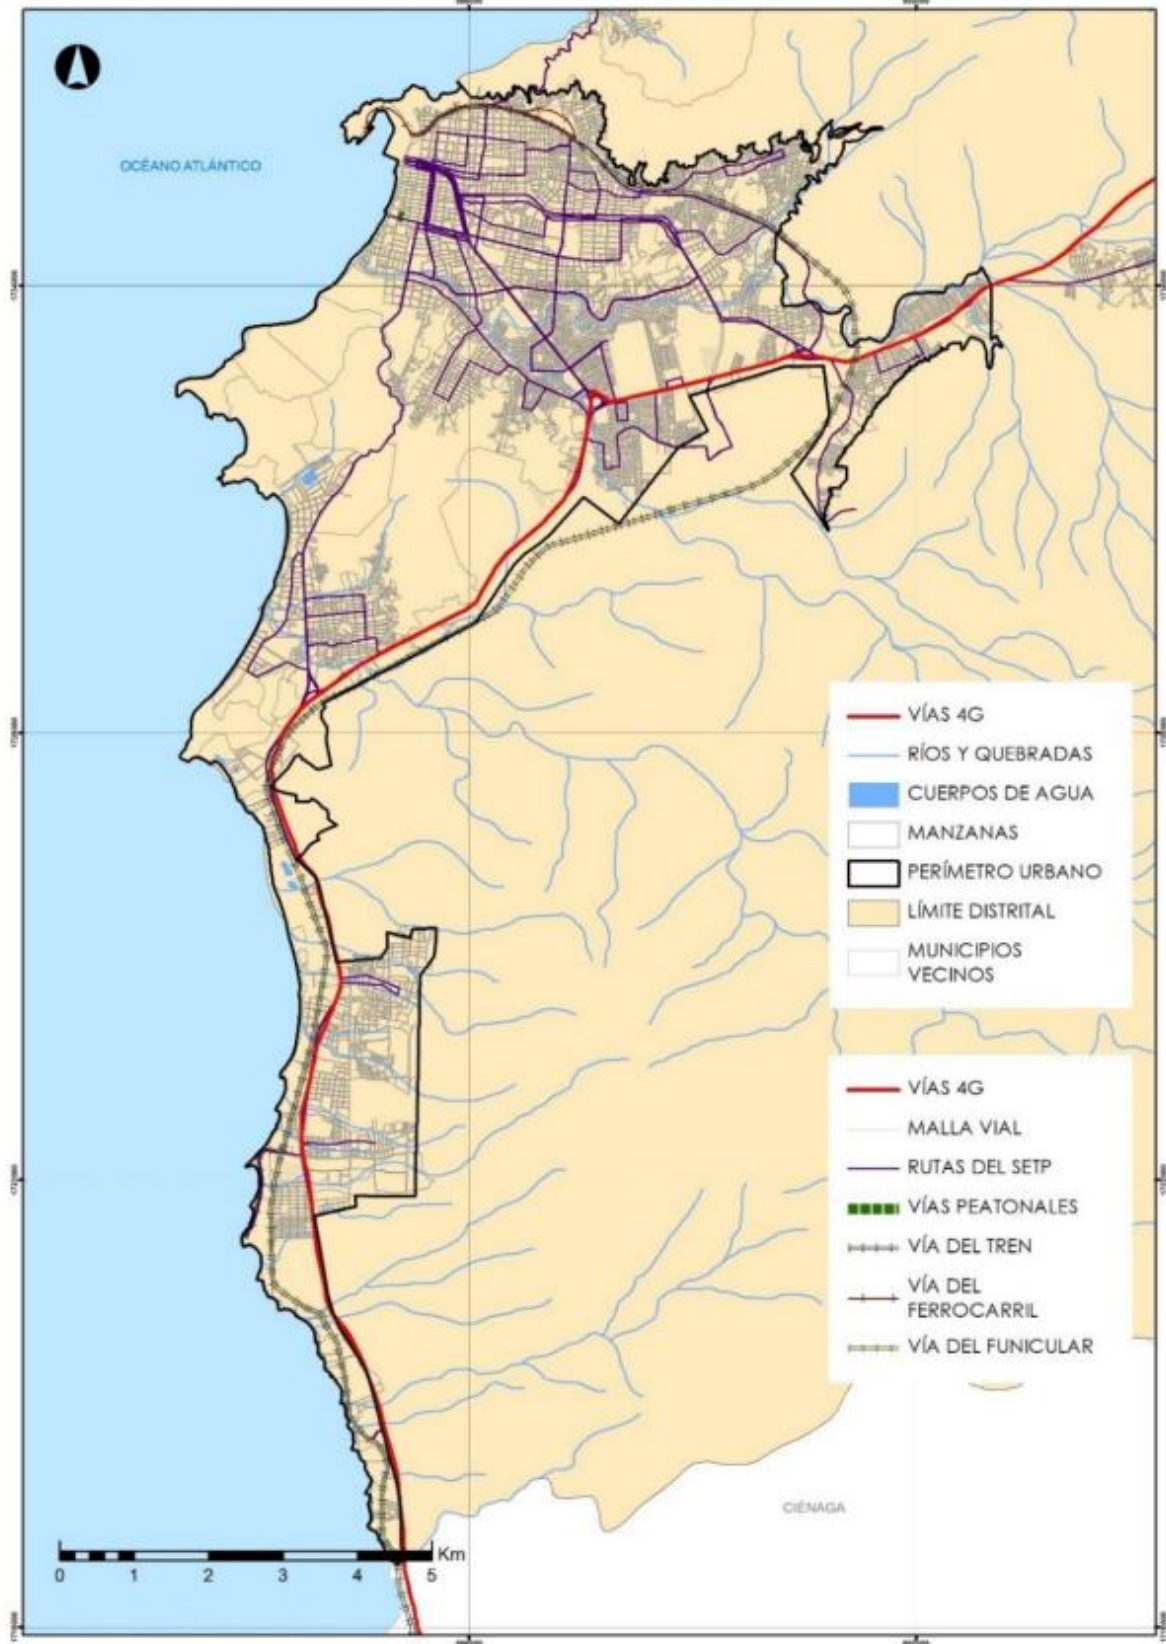 OCÉANO ATLÁNTICO
VÍAS 4G
RÍOS Y QUEBRADAS
CUERPOS DE AGUA
MANZANAS
PERÍMETRO URBANO
LÍMITE DISTRITAL
MUNICIPIOS
VECINOS
VÍAS 4G
MALLA VIAL
RUTAS DEL SETP
VÍAS PEATONALES
VÍA DEL TREN
VÍA DEL
FERROCARRIL
VÍA DEL FUNICULAR
CIÉNAGA
Km
0 1 2 3 4 5